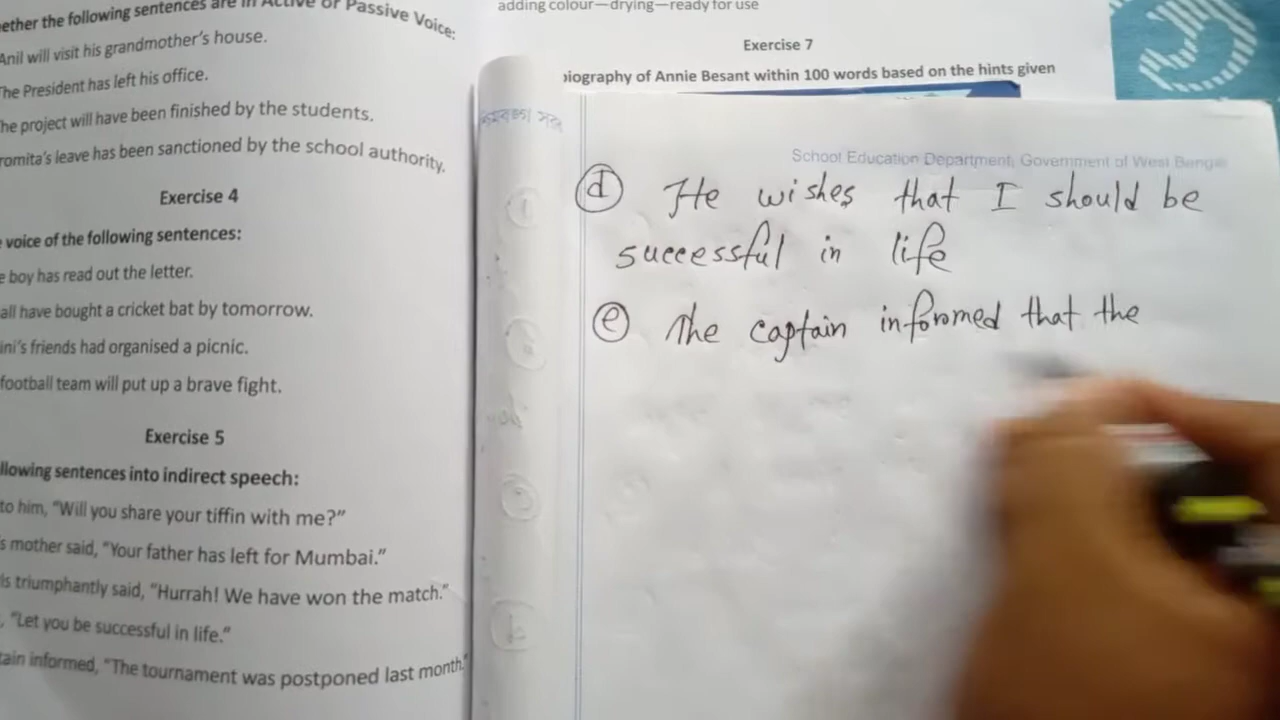 ether the following sentences are in Active or Passive Voice:
Anil will visit his grandmother's house.
The President has left his office.
he project will have been finished by the students.
romita's leave has been sanctioned by the school authority.
Exercise 4
voice of the following sentences:
e boy has read out the letter.
all have bought a cricket bat by tomorrow.
ini's friends had organised a picnic.
football team will put up a brave fight.
Exercise 5
llowing sentences into indirect speech:
to him, "Will you share your tiffin with me?"
s mother said, "Your father has left for Mumbai."
ls triumphantly said, "Hurrah! We have won the match."
, "Let you be successful in life."
tain informed, "The tournament was postponed last month."
adding colour—drying—ready for use
Exercise 7
biography of Annie Besant within 100 words based on the hints given
School Education Department, Government of West Bengal
(d) He wishes that I should be
successful in life
(e) The captain informed that the